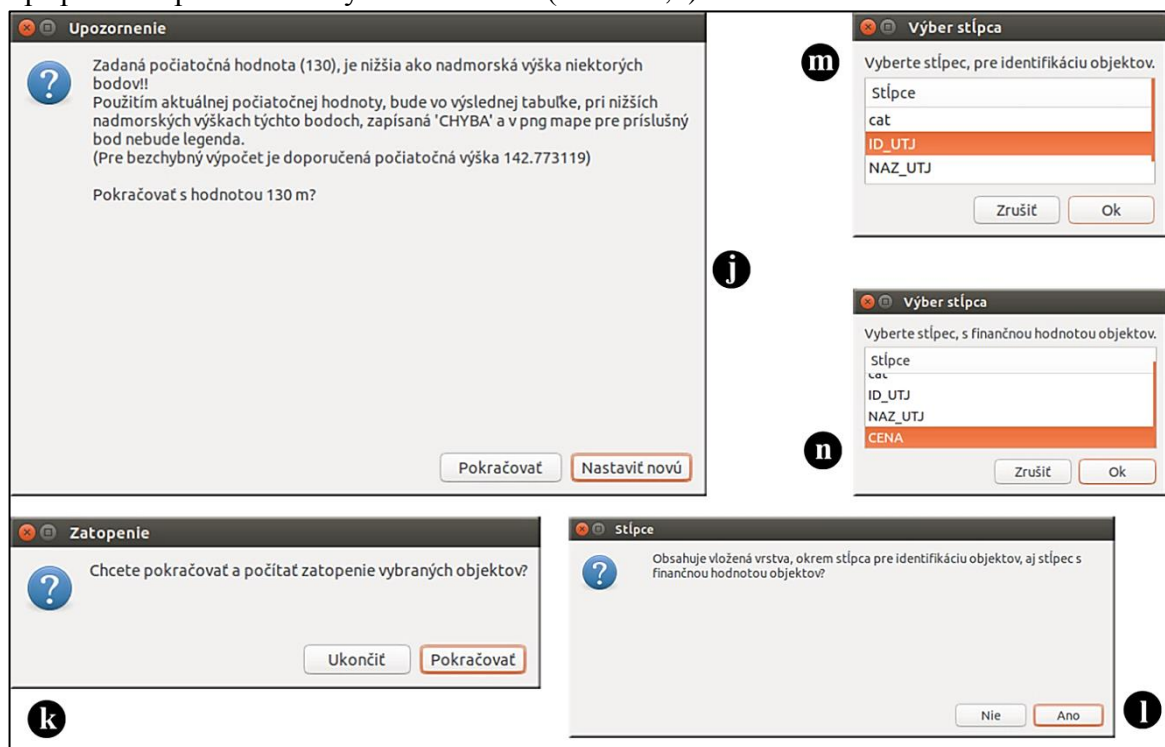 Upozornenie
Zadaná počiatočná hodnota (130), je nižšia ako nadmorská výška niektorých
bodov!!
Použitím aktuálnej počiatočnej hodnoty, bude vo výslednej tabuľke, pri nižších
nadmorských výškach týchto bodoch, zapísaná 'CHYBA' a v png mape pre príslušný
bod nebude legenda.
(Pre bezchybný výpočet je doporučená počiatočná výška 142.773119)
Pokračovať s hodnotou 130 m?
Pokračovať
Nastaviť novú
j
m
Výber stĺpca
Vyberte stĺpec, pre identifikáciu objektov.
Stĺpce
cat
ID_UTJ
NAZ_UTJ
Zrušiť
Ok
n
Výber stĺpca
Vyberte stĺpec, s finančnou hodnotou objektov.
Stĺpce
cat
ID_UTJ
NAZ_UTJ
CENA
Zrušiť
Ok
Zatopenie
Chcete pokračovať a počítať zatopenie vybraných objektov?
Ukončiť
Pokračovať
k
Stĺpce
Obsahuje vložená vrstva, okrem stĺpca pre identifikáciu objektov, aj stĺpec s
finančnou hodnotou objektov?
Nie
Ano
l